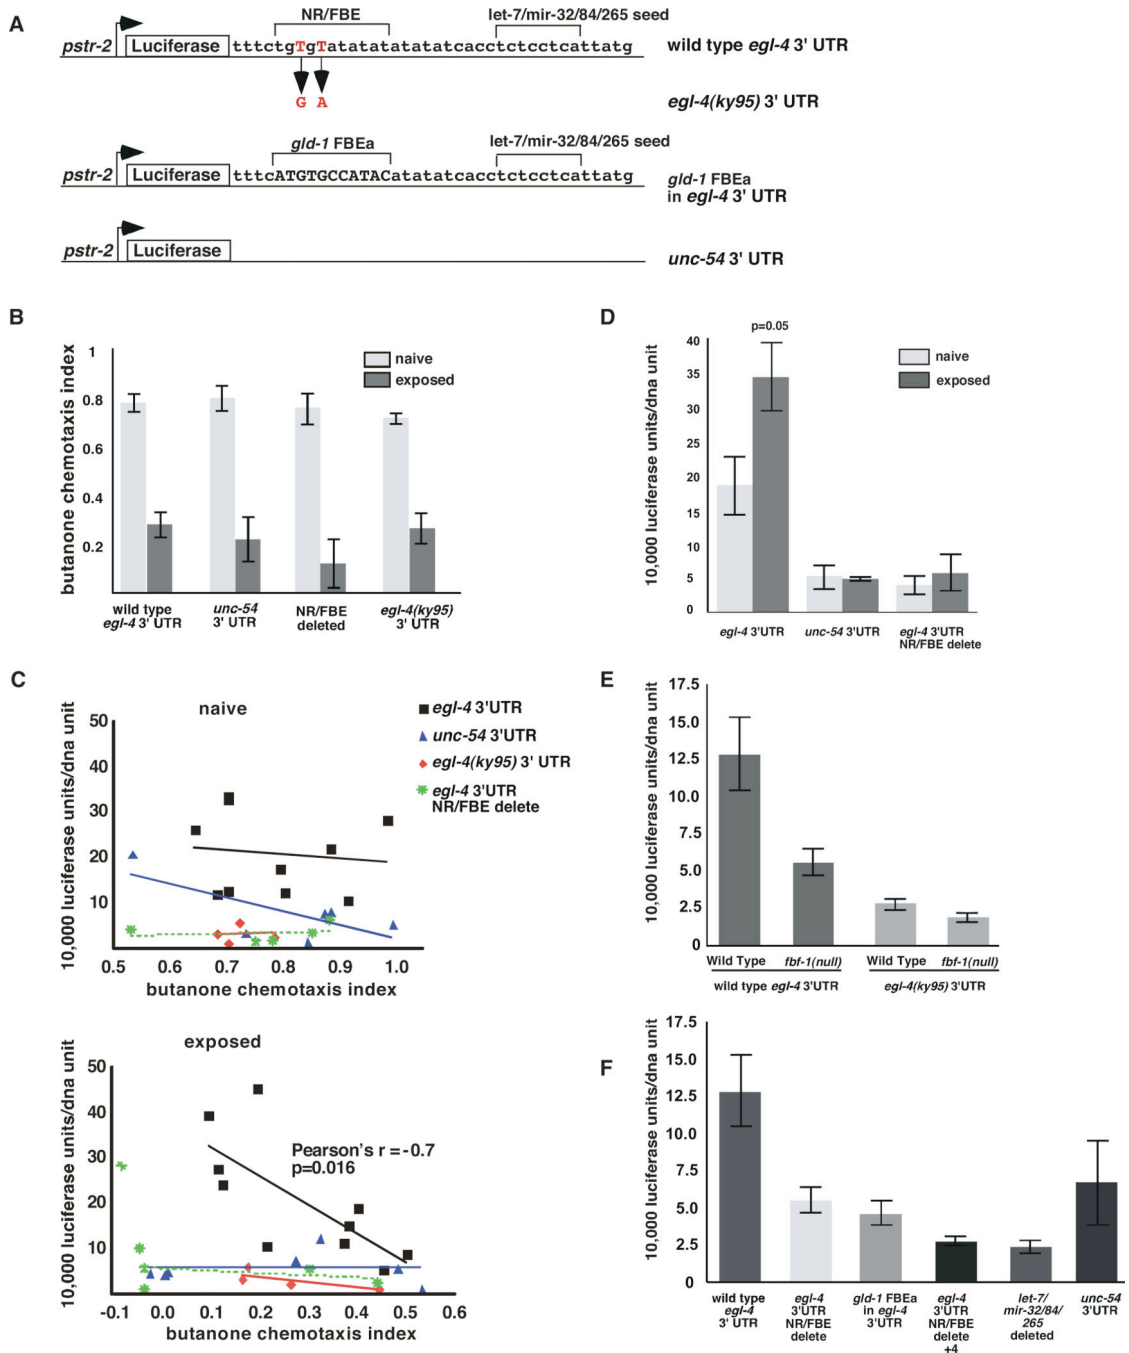 A
NR/FBE
let-7/mir-32/84/265 seed
pstr-2 Luciferase tttctgTgTatatatatatatcacctctcctcattatg
wild type egl-4 3' UTR
G A
egl-4(ky95) 3' UTR
gld-1 FBEa
let-7/mir-32/84/265 seed
pstr-2 Luciferase tttcATGTGCCATACatatatcacctctcctcattatg
gld-1 FBEa
in egl-4 3' UTR
pstr-2 Luciferase
unc-54 3' UTR
B
butanone chemotaxis index
1
0.8
0.6
0.4
0.2
naive
exposed
wild type
egl-4 3' UTR
unc-54
3' UTR
NR/FBE
deleted
egl-4(ky95)
3' UTR
D
10,000 luciferase units/dna unit
40
35
30
25
20
15
10
5
0
p=0.05
naive
exposed
egl-4 3'UTR
unc-54 3'UTR
egl-4 3'UTR
NR/FBE delete
C
naive
10,000 luciferase units/dna unit
50
40
30
20
10
0.5 0.6 0.7 0.8 0.9 1.0
butanone chemotaxis index
egl-4 3'UTR
unc-54 3'UTR
egl-4(ky95) 3' UTR
egl-4 3'UTR
NR/FBE delete
exposed
10,000 luciferase units/dna unit
50
40
30
20
10
Pearson's r = -0.7
p=0.016
-0.1 0.0 0.1 0.2 0.3 0.4 0.5 0.6
butanone chemotaxis index
E
10,000 luciferase units/dna unit
17.5
15.0
12.5
10.0
7.5
5.0
2.5
0
Wild Type fbf-1(null) Wild Type fbf-1(null)
wild type egl-4 3'UTR
egl-4(ky95) 3'UTR
F
10,000 luciferase units/dna unit
17.5
15.0
12.5
10.0
7.5
5.0
2.5
0
wild type
egl-4
3' UTR
egl-4
3'UTR
NR/FBE
delete
gld-1 FBEa
in egl-4
3'UTR
egl-4
3'UTR
NR/FBE
delete
+4
let-7/
mir-32/84/
265
deleted
unc-54
3'UTR